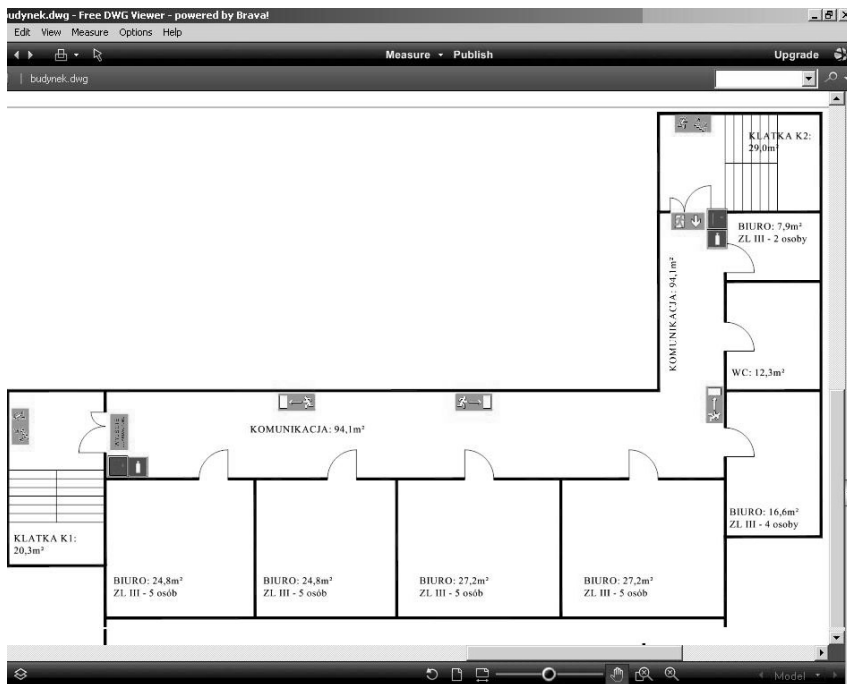 budynek.dwg - Free DWG Viewer - powered by Brava!
Edit View Measure Options Help
Measure Publish
Upgrade
budynek.dwg
KLATKA K2:
29,0m²
BIURO: 7,9m²
ZL III - 2 osoby
KOMUNIKACJA: 94,1m²
WC: 12,3m²
KOMUNIKACJA: 94,1m²
BIURO: 16,6m²
ZL III - 4 osoby
KLATKA K1:
20,3m²
BIURO: 24,8m²
ZL III - 5 osób
BIURO: 24,8m²
ZL III - 5 osób
BIURO: 27,2m²
ZL III - 5 osób
BIURO: 27,2m²
ZL III - 5 osób
Model